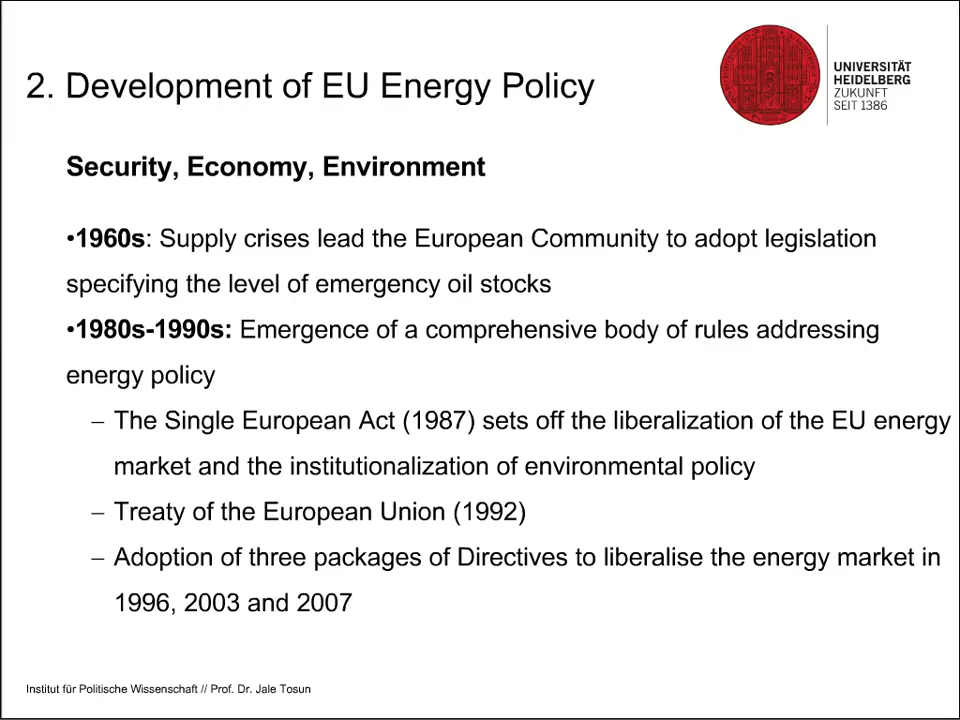 2. Development of EU Energy Policy
UNIVERSITÄT
HEIDELBERG
ZUKUNFT
SEIT 1386
Security, Economy, Environment
•1960s: Supply crises lead the European Community to adopt legislation
specifying the level of emergency oil stocks
•1980s-1990s: Emergence of a comprehensive body of rules addressing
energy policy
– The Single European Act (1987) sets off the liberalization of the EU energy
market and the institutionalization of environmental policy
– Treaty of the European Union (1992)
– Adoption of three packages of Directives to liberalise the energy market in
1996, 2003 and 2007
Institut für Politische Wissenschaft // Prof. Dr. Jale Tosun